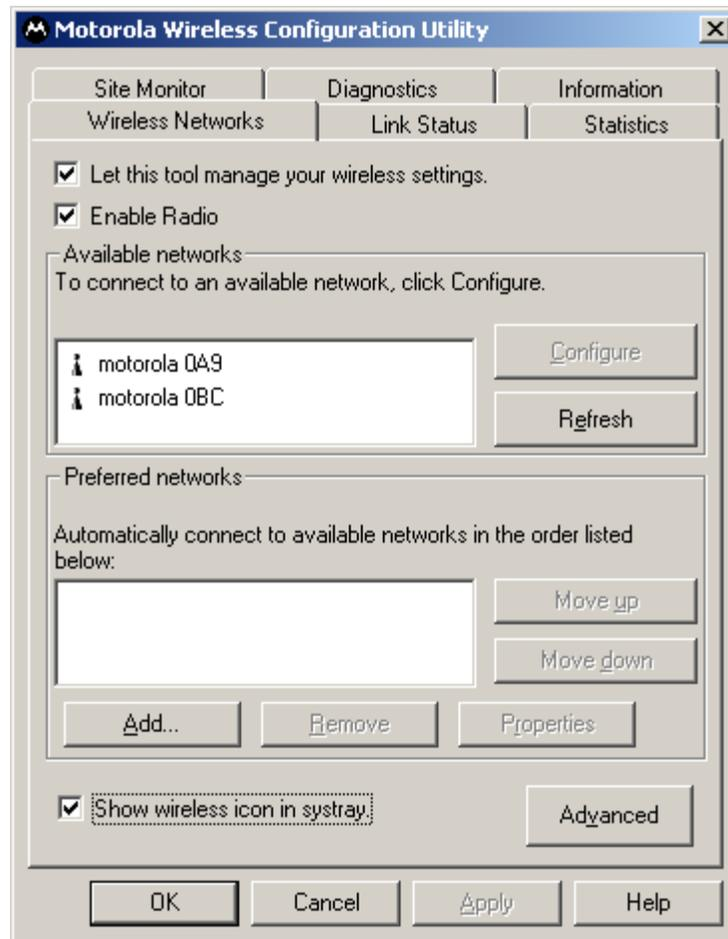 Motorola Wireless Configuration Utility
Site Monitor Diagnostics Information
Wireless Networks Link Status Statistics
Let this tool manage your wireless settings.
Enable Radio
Available networks
To connect to an available network, click Configure.
motorola 0A9
motorola 0BC
Configure
Refresh
Preferred networks
Automatically connect to available networks in the order listed
below:
Move up
Move down
Add... Remove Properties
Show wireless icon in systray.
Advanced
OK Cancel Apply Help